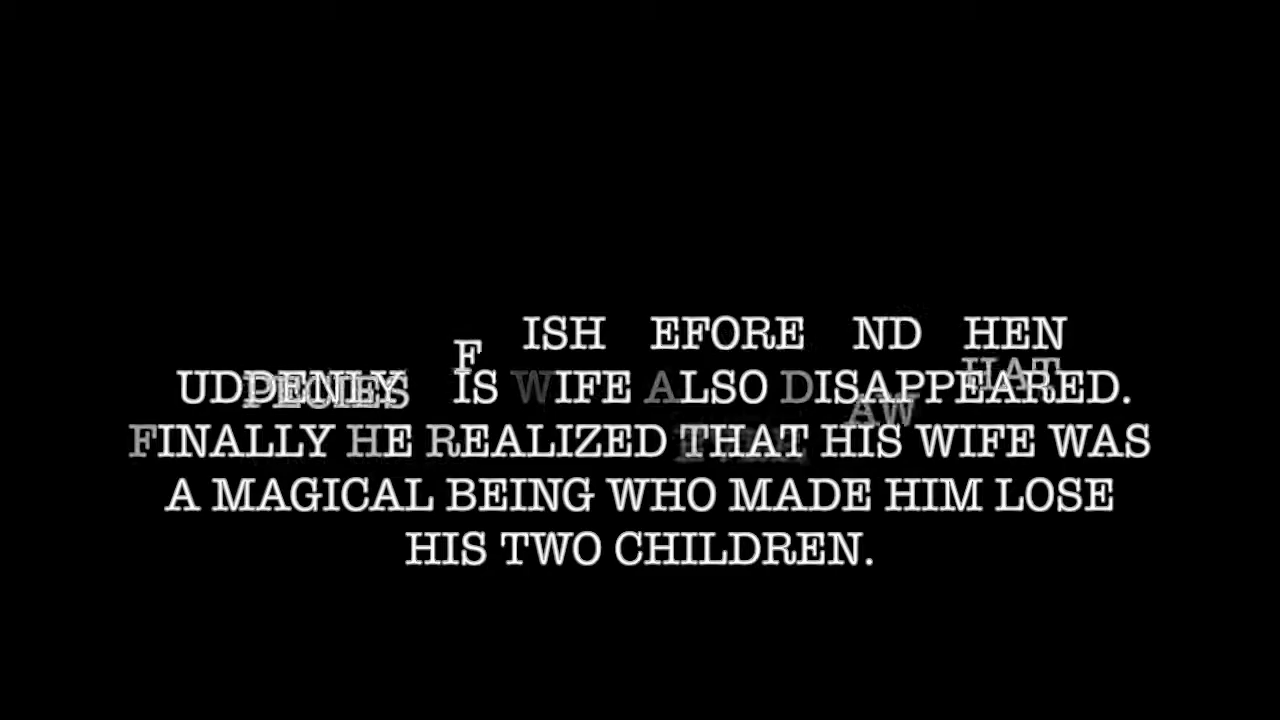 F ISH EFORE ND HEN
UDDENLY IS WIFE ALSO DISAPPEARED.
FINALLY HE REALIZED THAT HIS WIFE WAS
A MAGICAL BEING WHO MADE HIM LOSE
HIS TWO CHILDREN.